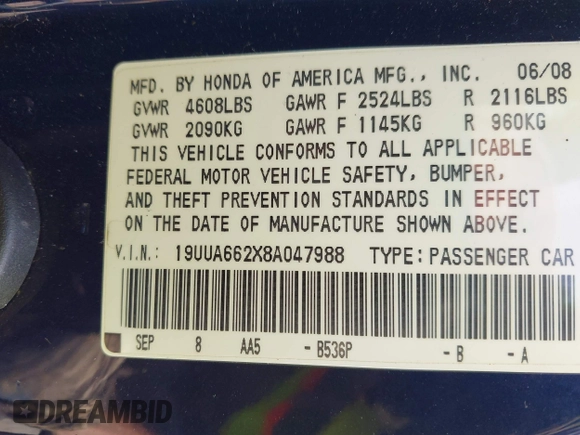 MFD. BY HONDA OF AMERICA MFG., INC. 06/08
GVWR 4608LBS GAWR F 2524LBS R 2116LBS
GVWR 2090KG GAWR F 1145KG R 960KG
THIS VEHICLE CONFORMS TO ALL APPLICABLE
FEDERAL MOTOR VEHICLE SAFETY, BUMPER,
AND THEFT PREVENTION STANDARDS IN EFFECT
ON THE DATE OF MANUFACTURE SHOWN ABOVE.
V.I.N.: 19UUA662X8A047988 TYPE: PASSENGER CAR
SEP 8 AA5 - B536P - B - A
DREAMBID